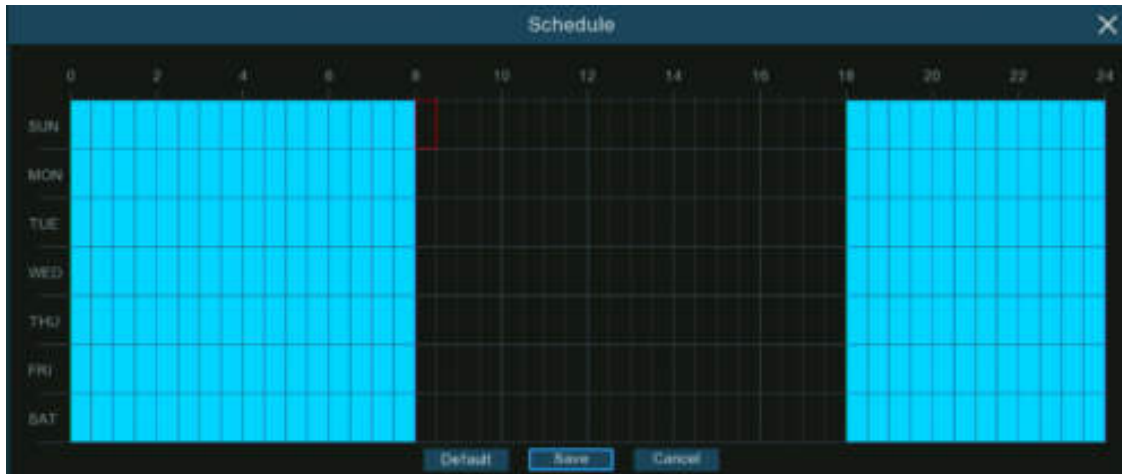 Schedule
0 2 4 6 8 10 12 14 16 18 20 22 24
SUN
MON
TUE
WED
THU
FRI
SAT
Default Save Cancel